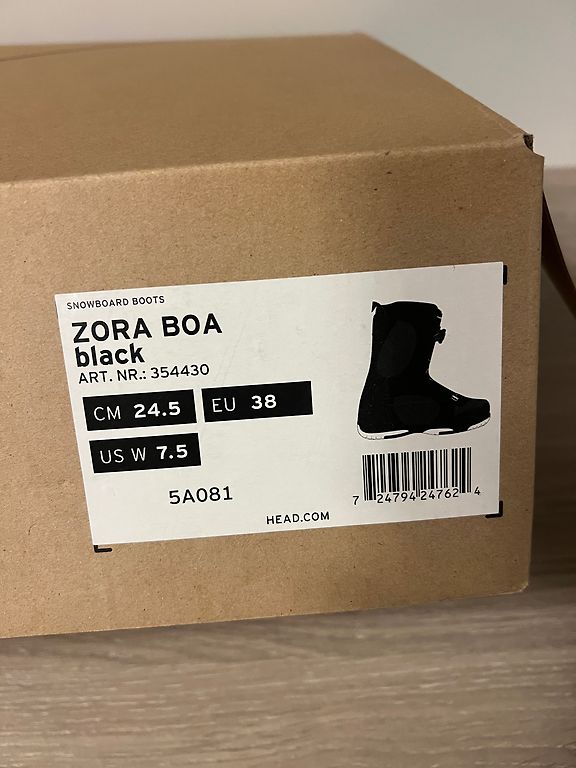 SNOWBOARD BOOTS
ZORA BOA
black
ART. NR.: 354430
CM 24.5 EU 38
US W 7.5
5A081
7 24794 24762 4
HEAD.COM